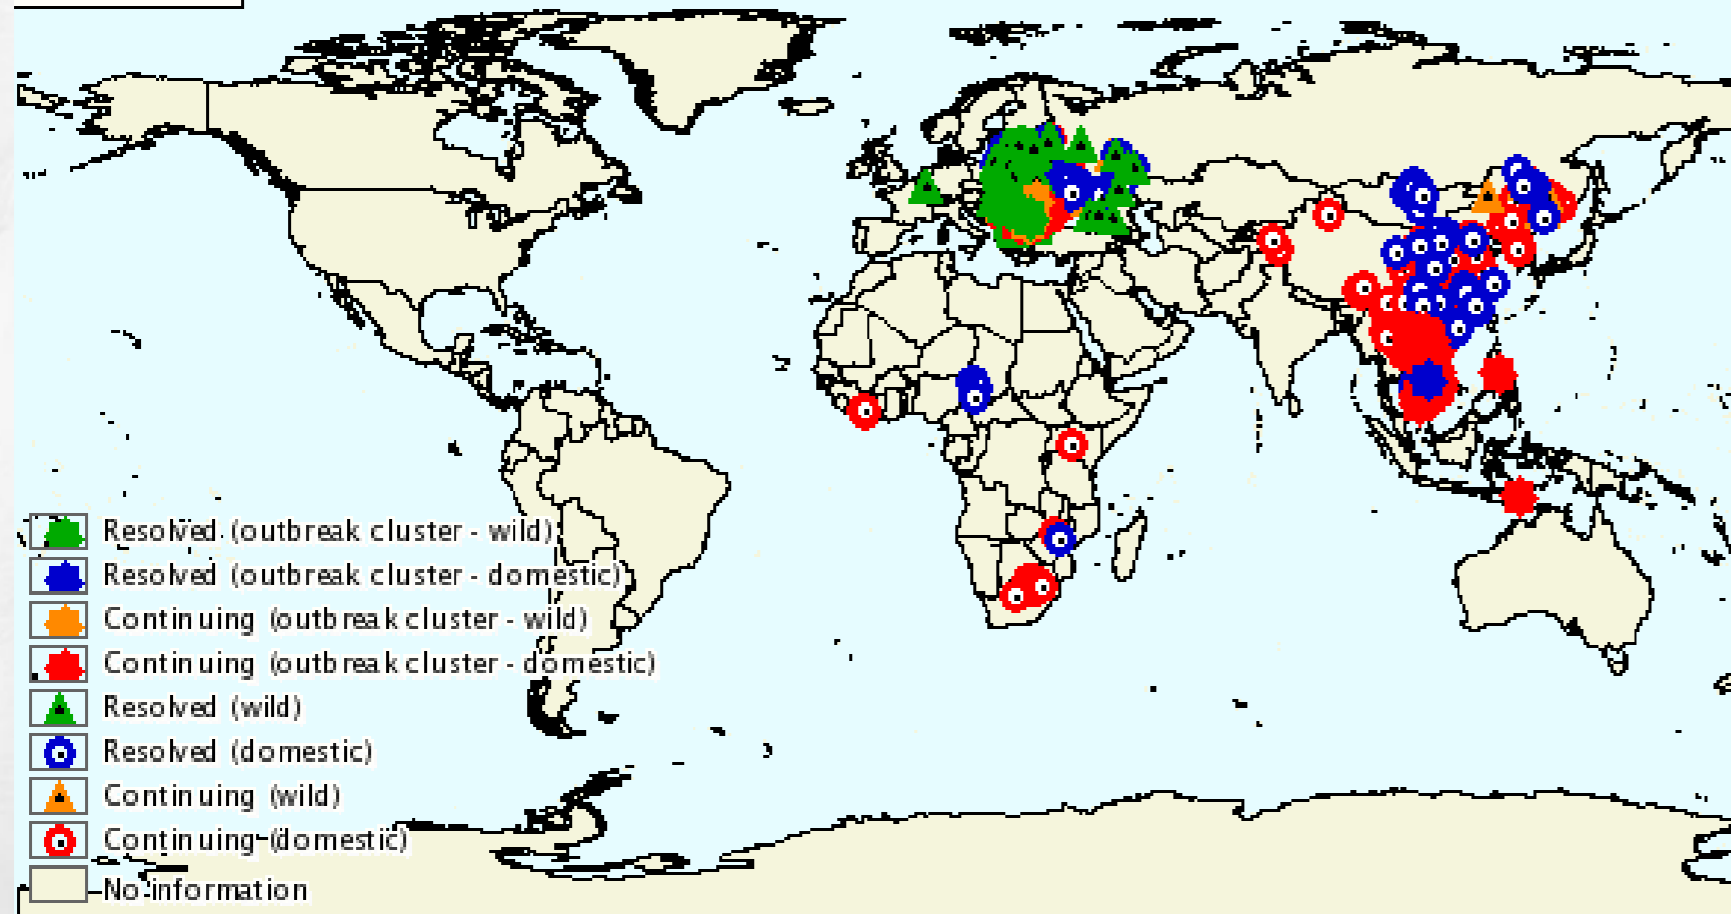 Resolved (outbreak cluster - wild)
Resolved (outbreak cluster - domestic)
Continuing (outbreak cluster - wild)
Continuing (outbreak cluster - domestic)
Resolved (wild)
Resolved (domestic)
Continuing (wild)
Continuing (domestic)
No information